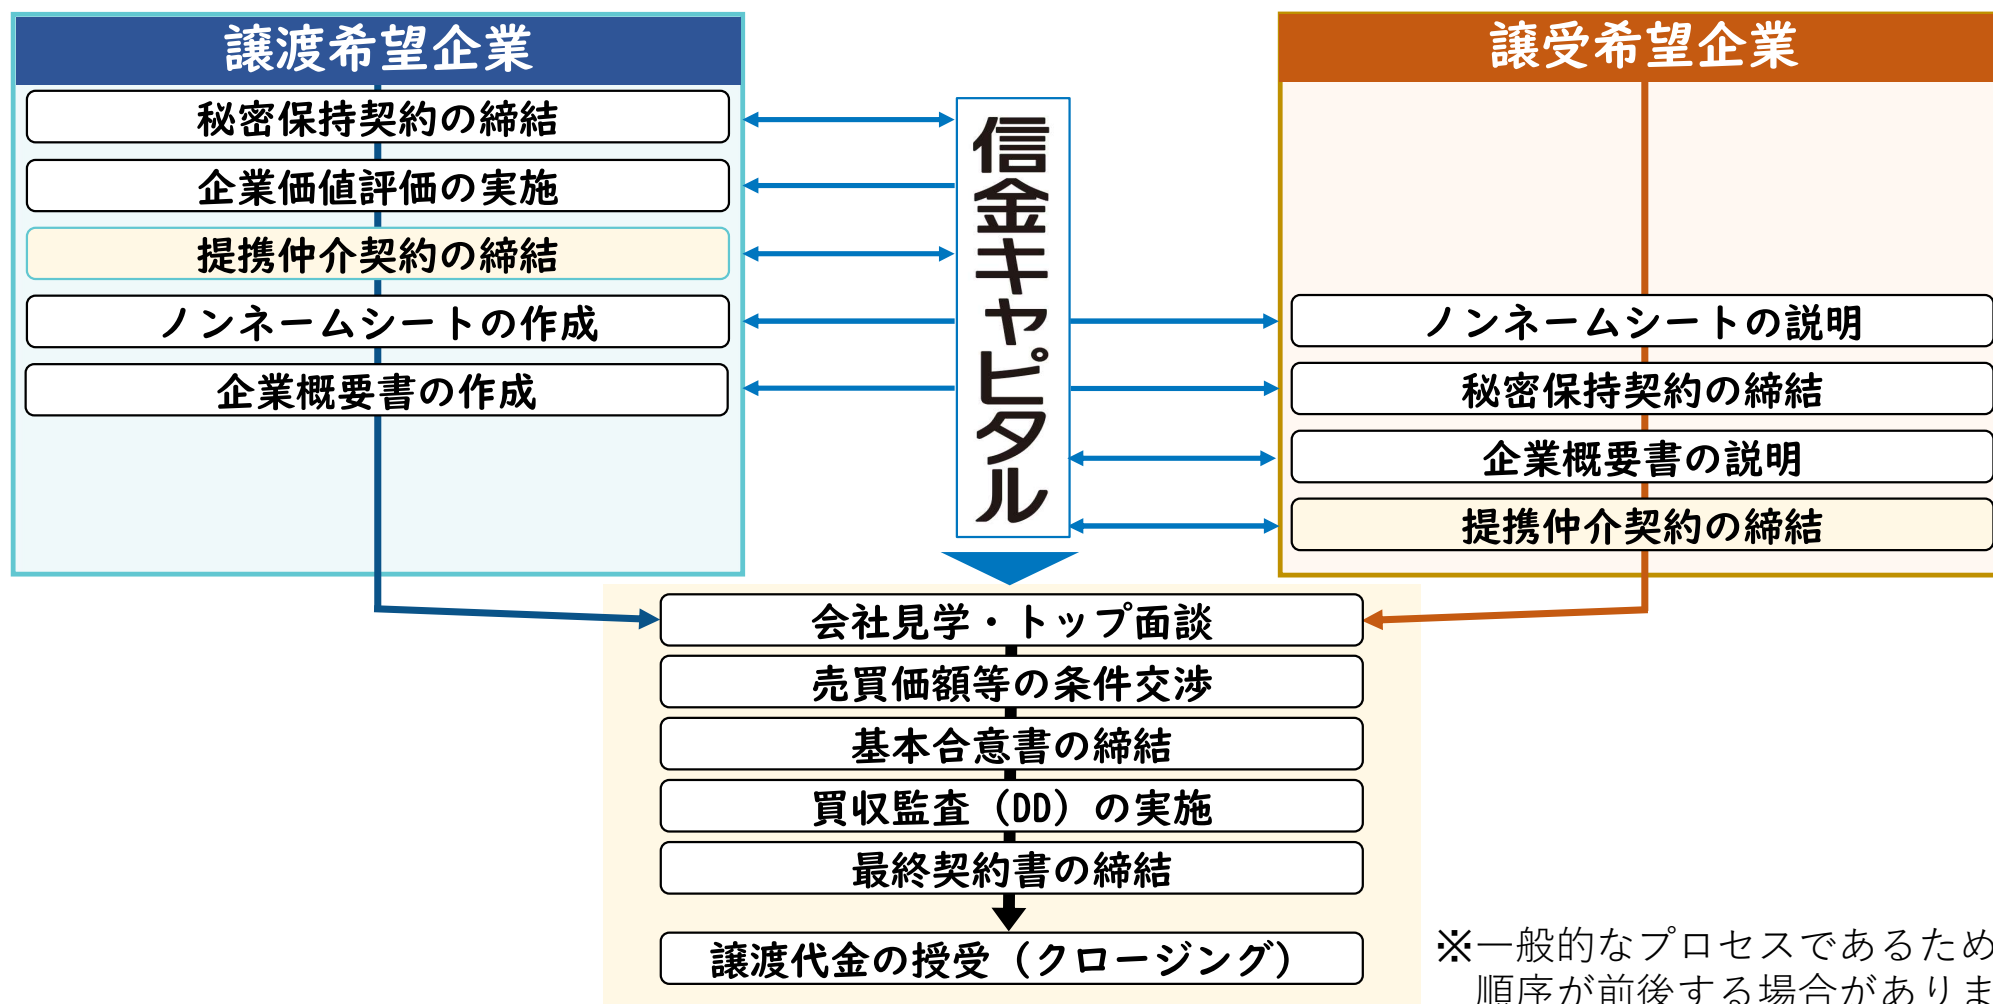 譲渡希望企業
秘密保持契約の締結
企業価値評価の実施
提携仲介契約の締結
ノンネームシートの作成
企業概要書の作成
信金キャピタル
譲受希望企業
ノンネームシートの説明
秘密保持契約の締結
企業概要書の説明
提携仲介契約の締結
会社見学・トップ面談
売買価額等の条件交渉
基本合意書の締結
買収監査（DD）の実施
最終契約書の締結
譲渡代金の授受（クロージング）
※一般的なプロセスであるため
順序が前後する場合がありま